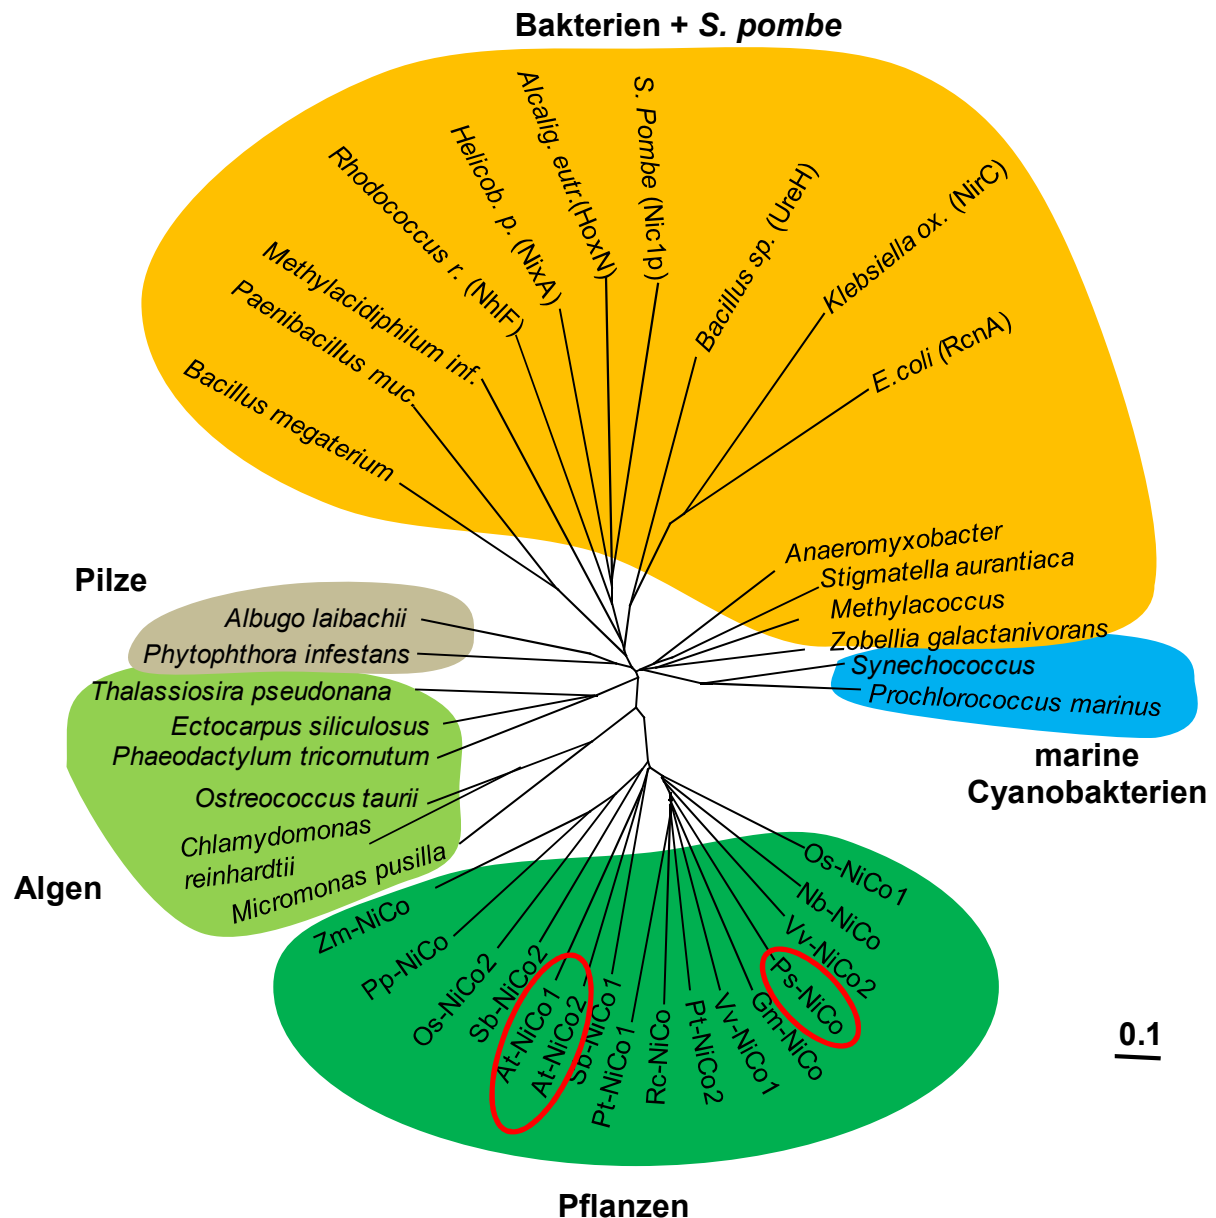 Bakterien + S. pombe
Alcalig. eutr.(HoxN)
S. Pombe (Nic1p)
Helicob. p. (NixA)
Rhodococcus r. (NhlF)
Bacillus sp. (UreH)
Klebsiella ox. (NirC)
Methylacidiphilum inf.
Paenibacillus muc.
E.coli (RcnA)
Bacillus megaterium
Anaeromyxobacter
Stigmatella aurantiaca
Methylacoccus
Zobellia galactanivorans
Pilze
Albugo laibachii
Phytophthora infestans
Synechococcus
Prochlorococcus marinus
marine
Cyanobakterien
Thalassiosira pseudonana
Ectocarpus siliculosus
Phaeodactylum tricornutum
Ostreococcus taurii
Chlamydomonas
reinhardtii
Micromonas pusilla
Algen
Zm-NiCo
Pp-NiCo
Os-NiCo2
Sb-NiCo2
At-NiCo1
At-NiCo2
Sb-NiCo1
Pt-NiCo1
Rc-NiCo
Pt-NiCo2
Vv-NiCo1
Gm-NiCo
Ps-NiCo
Vv-NiCo2
Nb-NiCo
Os-NiCo1
0.1
Pflanzen